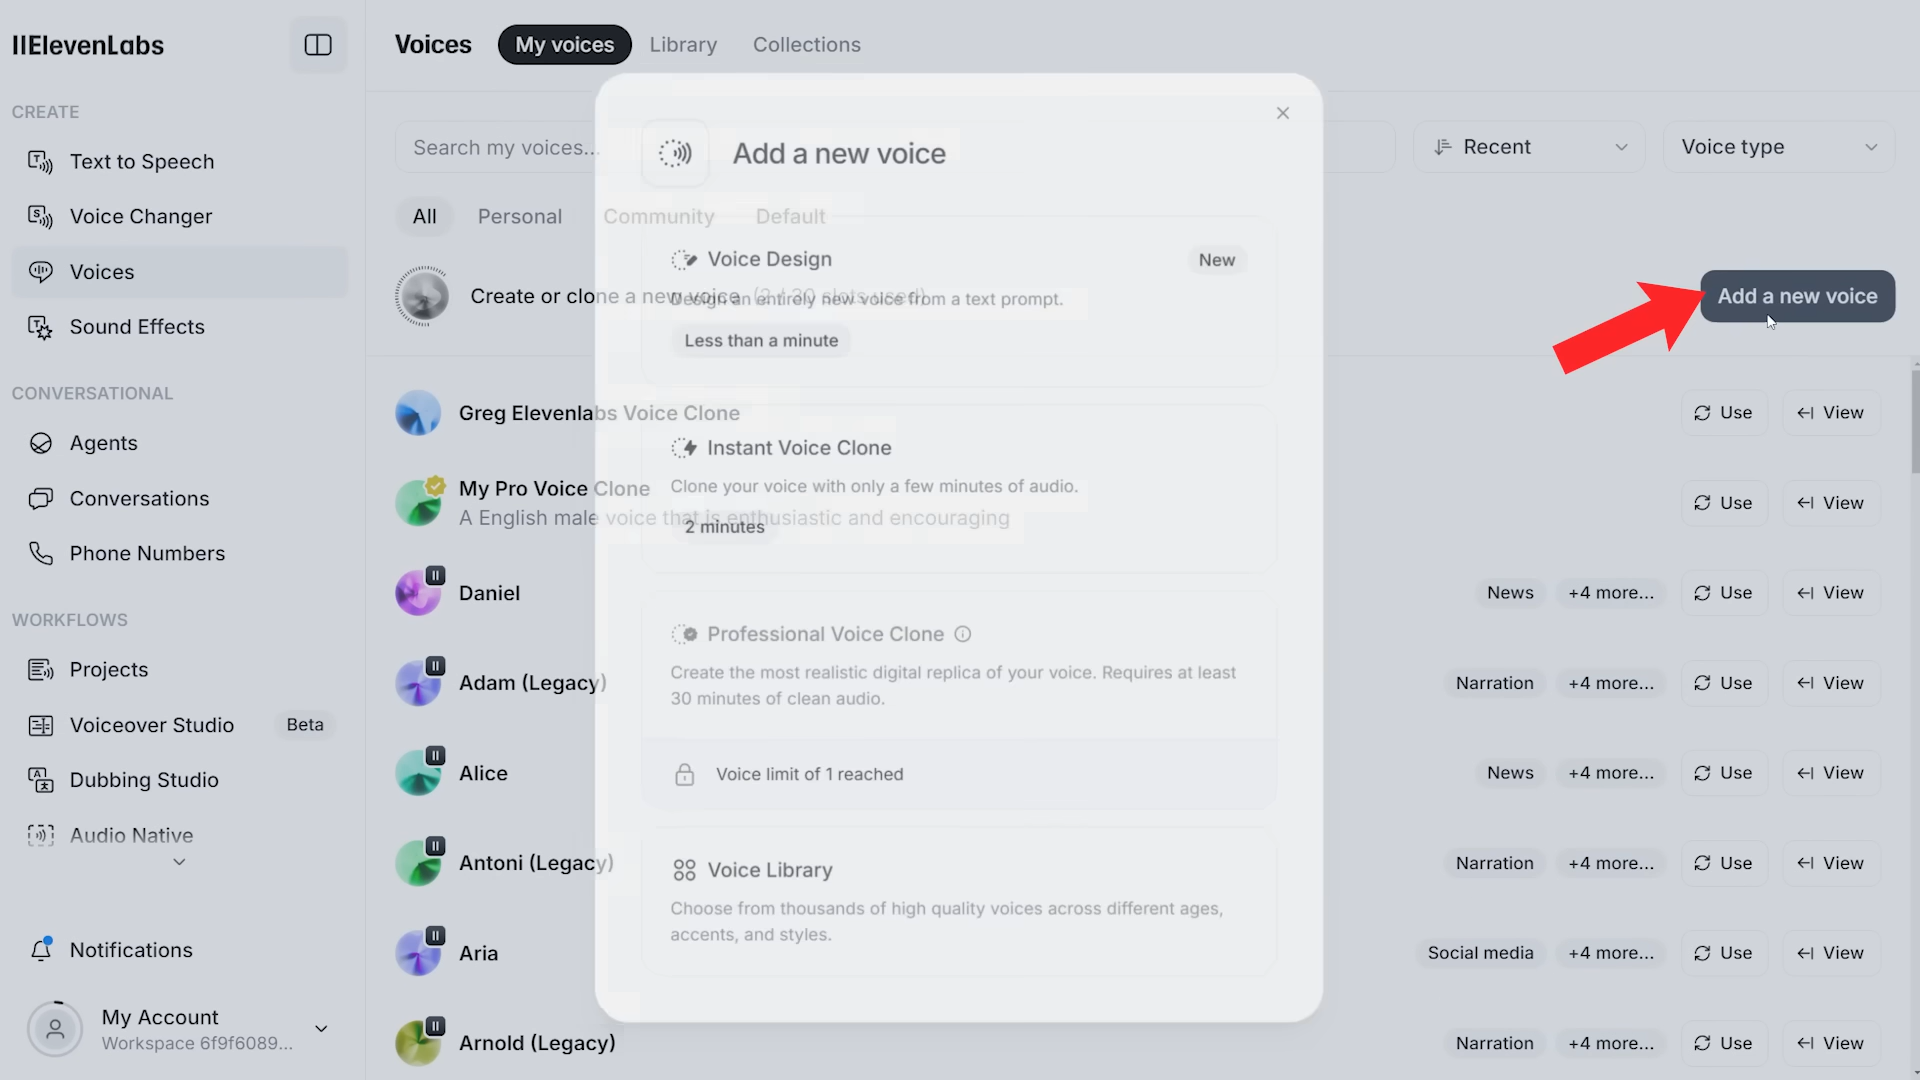 IIElevenLabs
CREATE
Text to Speech
Voice Changer
Voices
Sound Effects
CONVERSATIONAL
Agents
Conversations
Phone Numbers
WORKFLOWS
Projects
Voiceover Studio Beta
Dubbing Studio
Audio Native
Notifications
My Account
Workspace 6f9f6089...
Voices My voices Library Collections
Search my voices...
Recent
Voice type
All Personal Community Default
Create or clone a new voice (2 / 30 slots used)
Add a new voice
Greg Elevenlabs Voice Clone
Use View
My Pro Voice Clone
A English male voice that is enthusiastic and encouraging
Use View
Daniel
News +4 more... Use View
Adam (Legacy)
Narration +4 more... Use View
Alice
News +4 more... Use View
Antoni (Legacy)
Narration +4 more... Use View
Aria
Social media +4 more... Use View
Arnold (Legacy)
Narration +4 more... Use View
Add a new voice
Voice Design New
Design an entirely new voice from a text prompt.
Less than a minute
Instant Voice Clone
Clone your voice with only a few minutes of audio.
2 minutes
Professional Voice Clone
Create the most realistic digital replica of your voice. Requires at least
30 minutes of clean audio.
Voice limit of 1 reached
Voice Library
Choose from thousands of high quality voices across different ages,
accents, and styles.